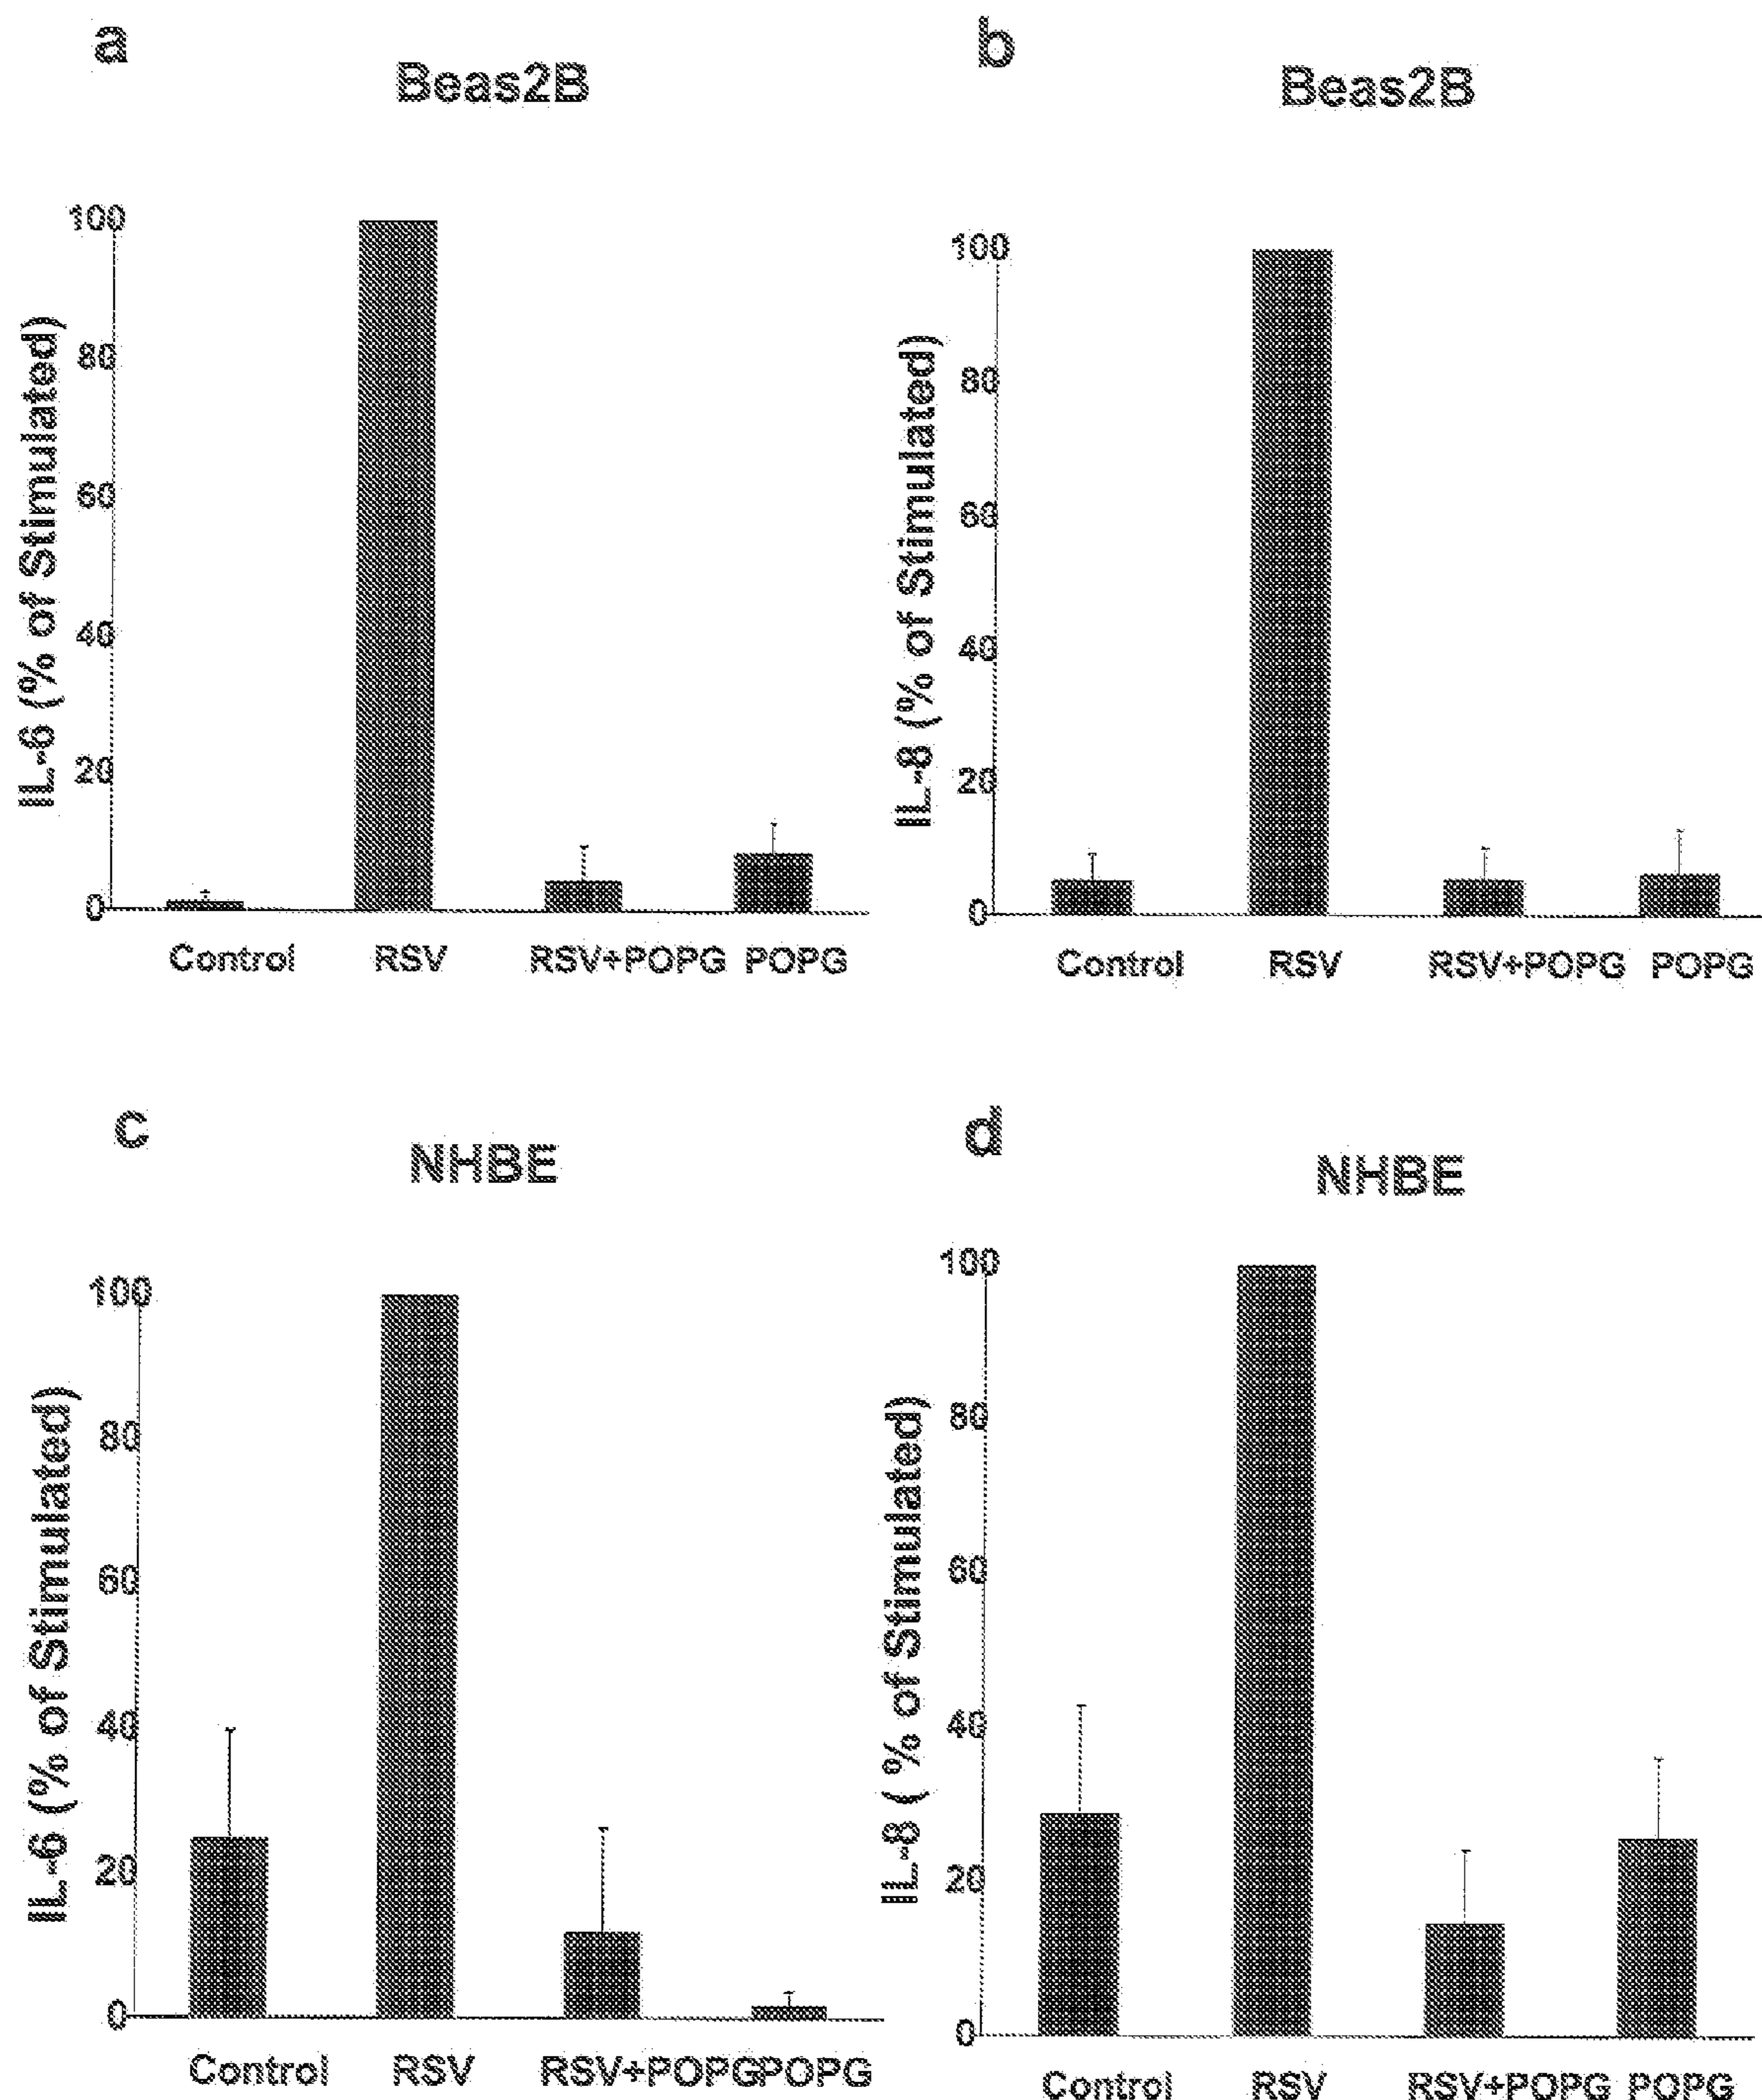 a
Beas2B
IL-6 (% of Stimulated)
100
80
60
40
20
0
Control RSV RSV+POPG POPG
b
Beas2B
IL-8 (% of Stimulated)
100
80
60
40
20
0
Control RSV RSV+POPG POPG
c
NHBE
IL-6 (% of Stimulated)
100
80
60
40
20
0
Control RSV RSV+POPG POPG
d
NHBE
IL-8 ( % of Stimulated)
100
80
60
40
20
0
Control RSV RSV+POPG POPG